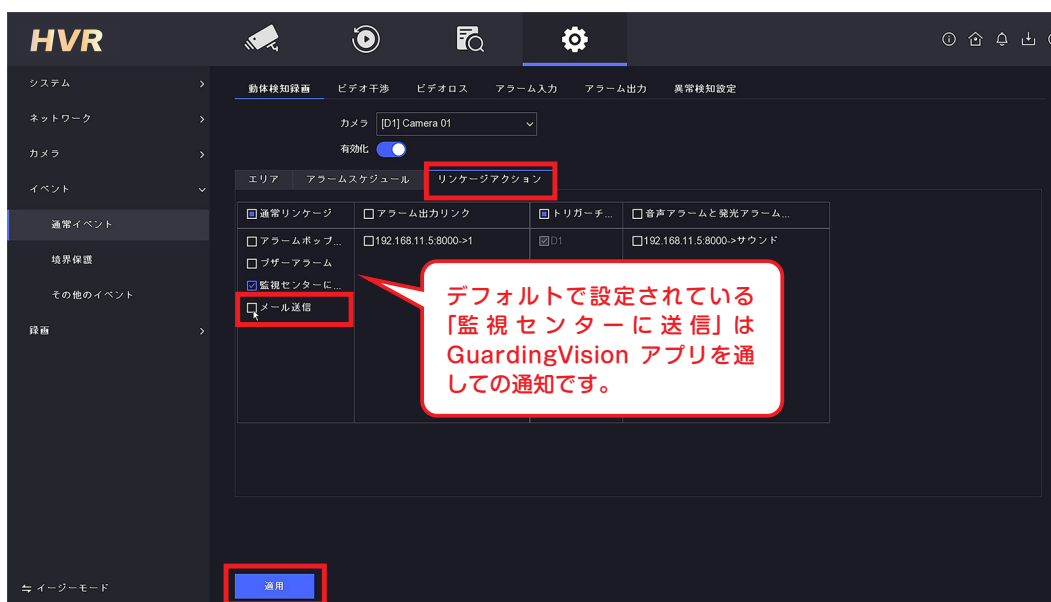 HVR
システム
ネットワーク
カメラ
イベント
通常イベント
境界保護
その他のイベント
録画
イージーモード
動体検知録画 ビデオ干渉 ビデオロス アラーム入力 アラーム出力 異常検知設定
カメラ [D1] Camera 01
有効化
エリア アラームスケジュール リンケージアクション
通常リンケージ アラーム出力リンク トリガーチ... 音声アラームと発光アラーム...
アラームポップ... 192.168.11.5:8000->1 D1 192.168.11.5:8000->サウンド
ブザーアラーム
監視センターに...
メール送信
デフォルトで設定されている
「監視センターに送信」は
GuardingVision アプリを通
しての通知です。
適用